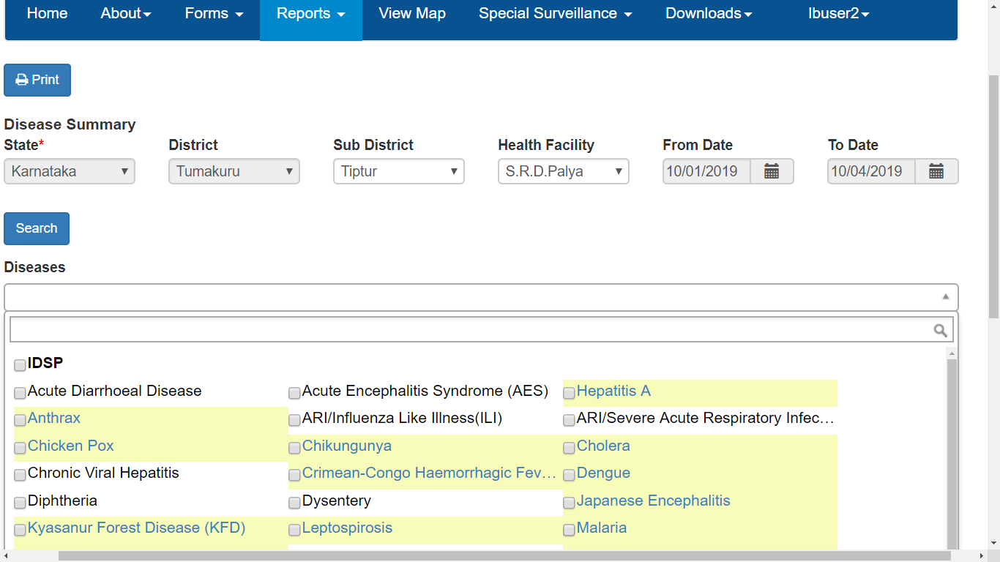 Home About Forms Reports View Map Special Surveillance Downloads lbuser2
Print
Disease Summary
State* District Sub District Health Facility From Date To Date
Karnataka Tumakuru Tiptur S.R.D.Palya 10/01/2019 10/04/2019
Search
Diseases
IDSP
Acute Diarrhoeal Disease Acute Encephalitis Syndrome (AES) Hepatitis A
Anthrax ARI/Influenza Like Illness(ILI) ARI/Severe Acute Respiratory Infec…
Chicken Pox Chikungunya Cholera
Chronic Viral Hepatitis Crimean-Congo Haemorrhagic Fev… Dengue
Diphtheria Dysentery Japanese Encephalitis
Kyasanur Forest Disease (KFD) Leptospirosis Malaria